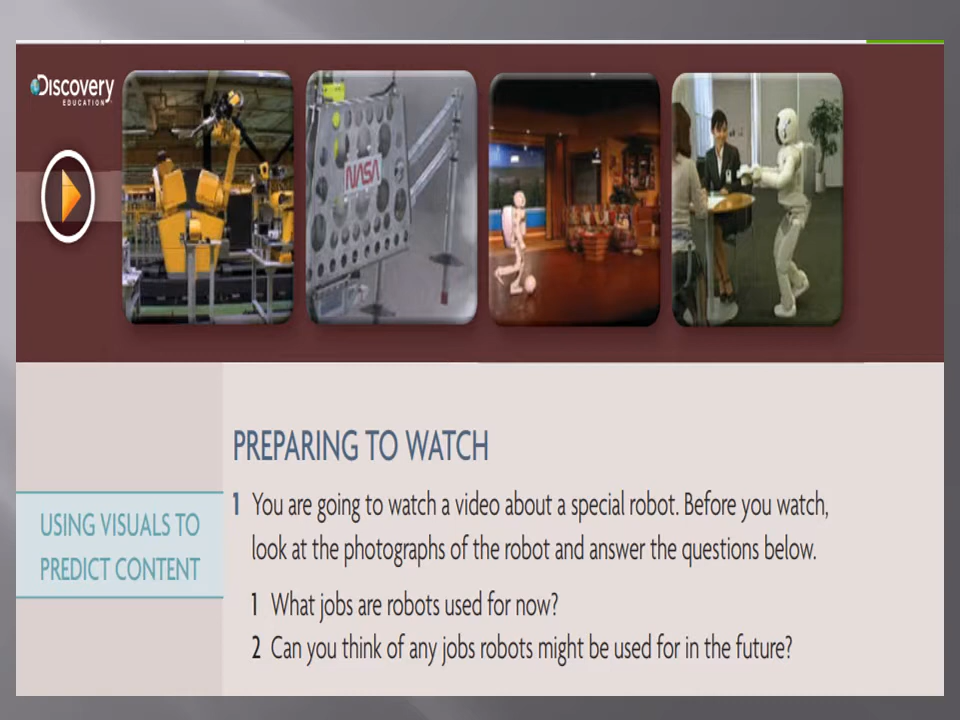 Discovery
EDUCATION
NASA
PREPARING TO WATCH
1 You are going to watch a video about a special robot. Before you watch,
look at the photographs of the robot and answer the questions below.
USING VISUALS TO
PREDICT CONTENT
1 What jobs are robots used for now?
2 Can you think of any jobs robots might be used for in the future?